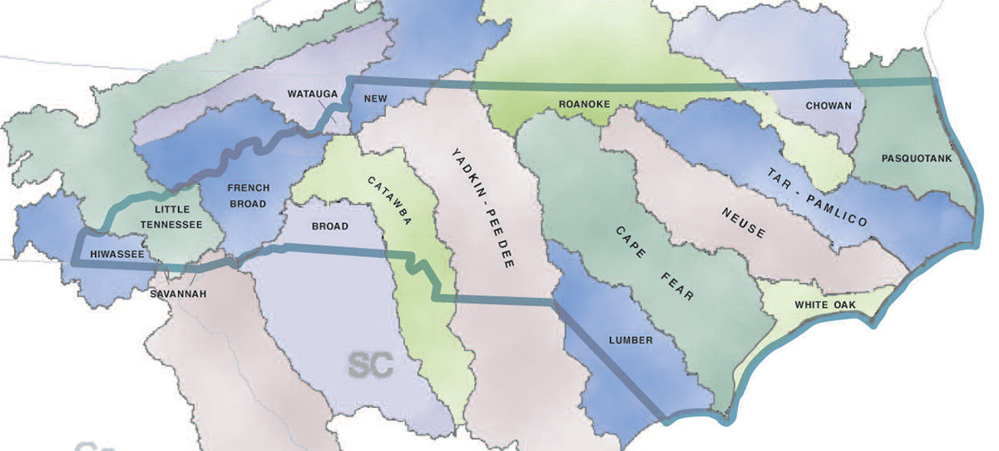 WATAUGA
NEW
ROANOKE
CHOWAN
PASQUOTANK
FRENCH
BROAD
LITTLE
TENNESSEE
HIWASSEE
SAVANNAH
BROAD
CATAWBA
YADKIN - PEE DEE
CAPE FEAR
NEUSE
TAR - PAMLICO
WHITE OAK
LUMBER
SC